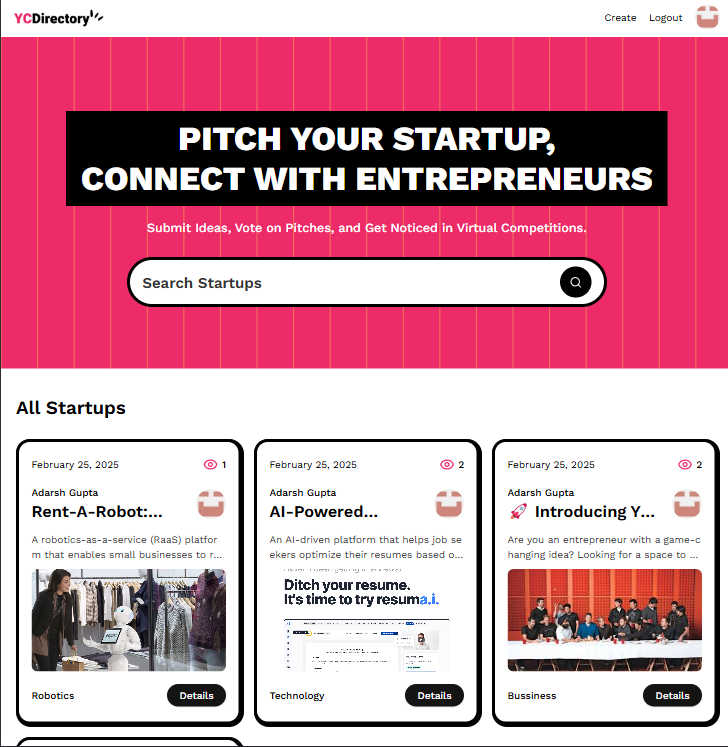 YCDirectory
Create Logout
PITCH YOUR STARTUP,
CONNECT WITH ENTREPRENEURS
Submit Ideas, Vote on Pitches, and Get Noticed in Virtual Competitions.
Search Startups
All Startups
February 25, 2025 1
Adarsh Gupta
Rent-A-Robot:...
A robotics-as-a-service (RaaS) platfor
m that enables small businesses to r...
Robotics Details
February 25, 2025 2
Adarsh Gupta
AI-Powered...
An AI-driven platform that helps job se
ekers optimize their resumes based o...
Ditch your resume.
It's time to try resuma.i.
Technology Details
February 25, 2025 2
Adarsh Gupta
🚀 Introducing Y...
Are you an entrepreneur with a game-c
hanging idea? Looking for a space to ...
Bussiness Details